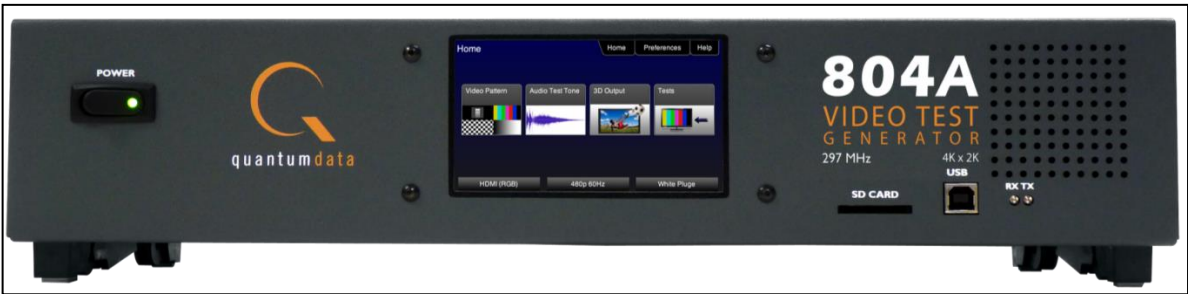 POWER
quantumdata
Home
Home Preferences Help
Video Pattern
Audio Test Tone
3D Output
Tests
HDMI (RGB)
480p 60Hz
White Pluge
804A
VIDEO TEST
GENERATOR
297 MHz
4K x 2K
USB
SD CARD
RX TX